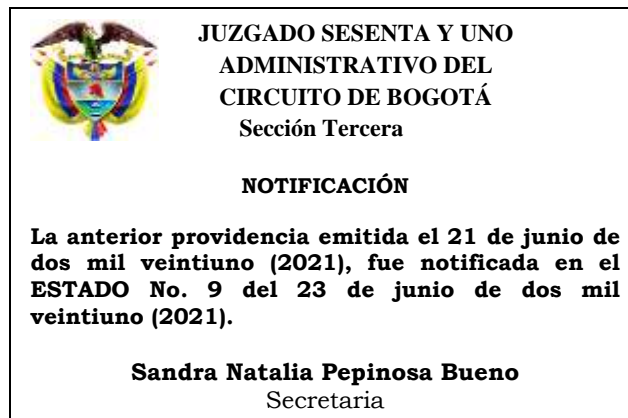 JUZGADO SESENTA Y UNO
ADMINISTRATIVO DEL
CIRCUITO DE BOGOTÁ
Sección Tercera
NOTIFICACIÓN
La anterior providencia emitida el 21 de junio de
dos mil veintiuno (2021), fue notificada en el
ESTADO No. 9 del 23 de junio de dos mil
veintiuno (2021).
Sandra Natalia Pepinosa Bueno
Secretaria